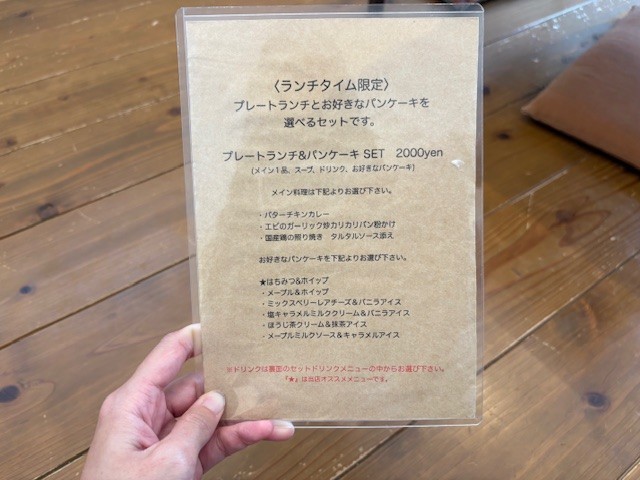 〈ランチタイム限定〉
プレートランチとお好きなパンケーキを
選べるセットです。
プレートランチ&パンケーキ SET 2000yen
(メイン1品、スープ、ドリンク、お好きなパンケーキ)
メイン料理は下記よりお選び下さい。
・バターチキンカレー
・エビのガーリック炒カリカリパン粉かけ
・国産鶏の照り焼き タルタルソース添え
お好きなパンケーキを下記よりお選び下さい。
★はちみつ&ホイップ
・メープル&ホイップ
・ミックスベリーレアチーズ&バニラアイス
・塩キャラメルミルククリーム&バニラアイス
・ほうじ茶クリーム&抹茶アイス
・メープルミルクソース&キャラメルアイス
※ドリンクは裏面のセットドリンクメニューの中からお選び下さい。
『★』は当店オススメメニューです。